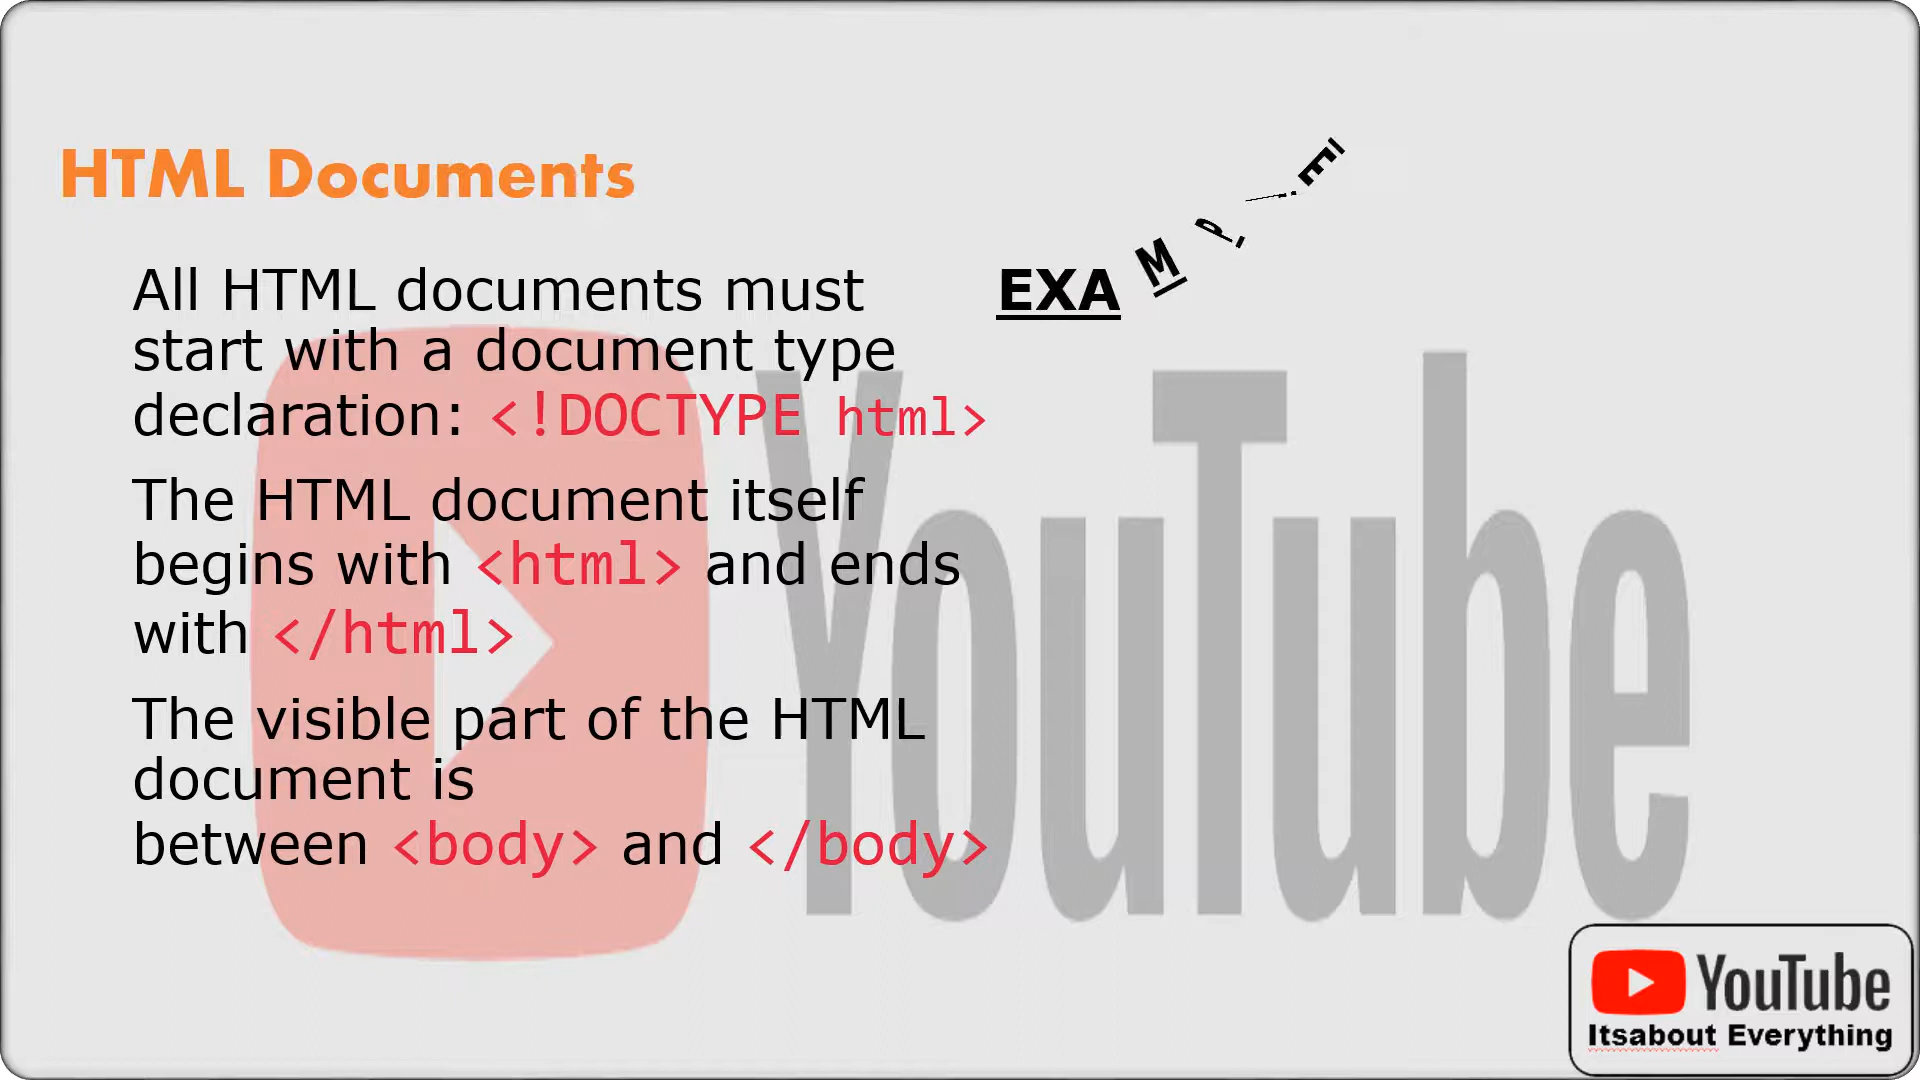 HTML Documents
All HTML documents must
start with a document type
declaration: <!DOCTYPE html>
The HTML document itself
begins with <html> and ends
with </html>
The visible part of the HTML
document is
between <body> and </body>
EXAMPLE
YouTube
YouTube
Itsabout Everything